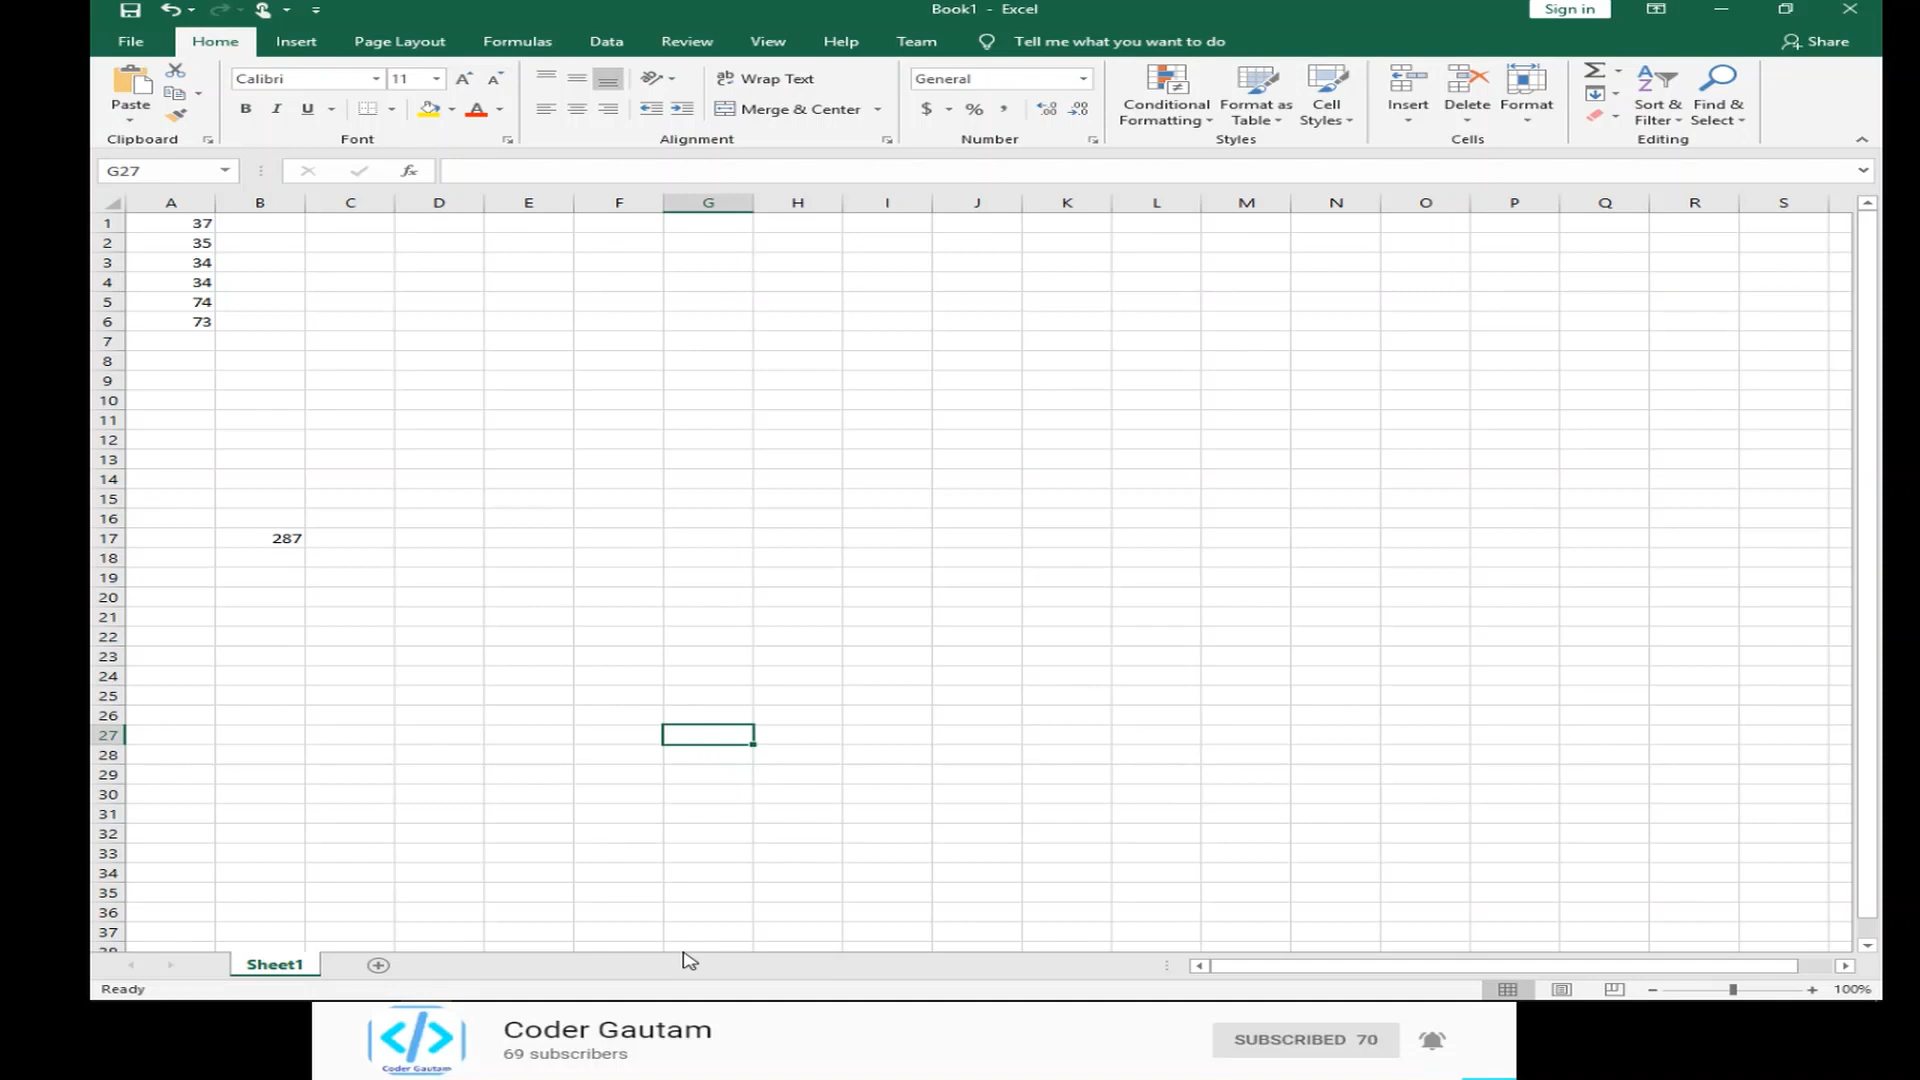 Book1 - Excel
Sign in
File Home Insert Page Layout Formulas Data Review View Help Team Tell me what you want to do Share
Paste
Clipboard
Calibri 11
B I U A
Font
Wrap Text
Merge & Center
Alignment
General
$ % ,
Number
Conditional Formatting
Format as Table
Cell Styles
Styles
Insert Delete Format
Cells
Sort & Filter
Find & Select
Editing
G27 fx
A B C D E F G H I J K L M N O P Q R S
1 37
2 35
3 34
4 34
5 74
6 73
7
8
9
10
11
12
13
14
15
16
17 287
18
19
20
21
22
23
24
25
26
27
28
29
30
31
32
33
34
35
36
37
Sheet1
Ready 100%
Coder Gautam
Coder Gautam
69 subscribers
SUBSCRIBED 70